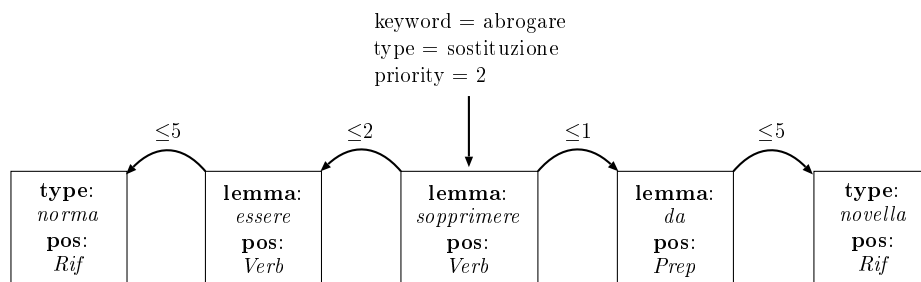 keyword = abrogare
type = sostituzione
priority = 2
≤5
≤2
≤1
≤5
type:
norma
pos:
Rif
lemma:
essere
pos:
Verb
lemma:
sopprimere
pos:
Verb
lemma:
da
pos:
Prep
type:
novella
pos:
Rif